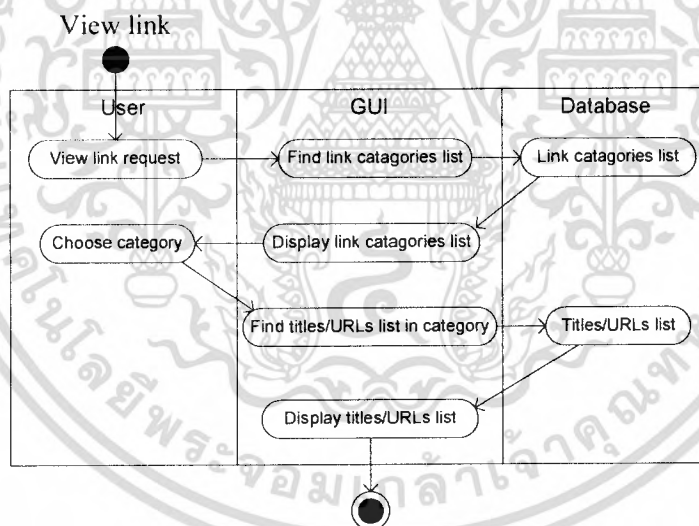 View link
User GUI Database
View link request Find link catagories list Link catagories list
Choose category Display link catagories list
Find titles/URLs list in category Titles/URLs list
Display titles/URLs list